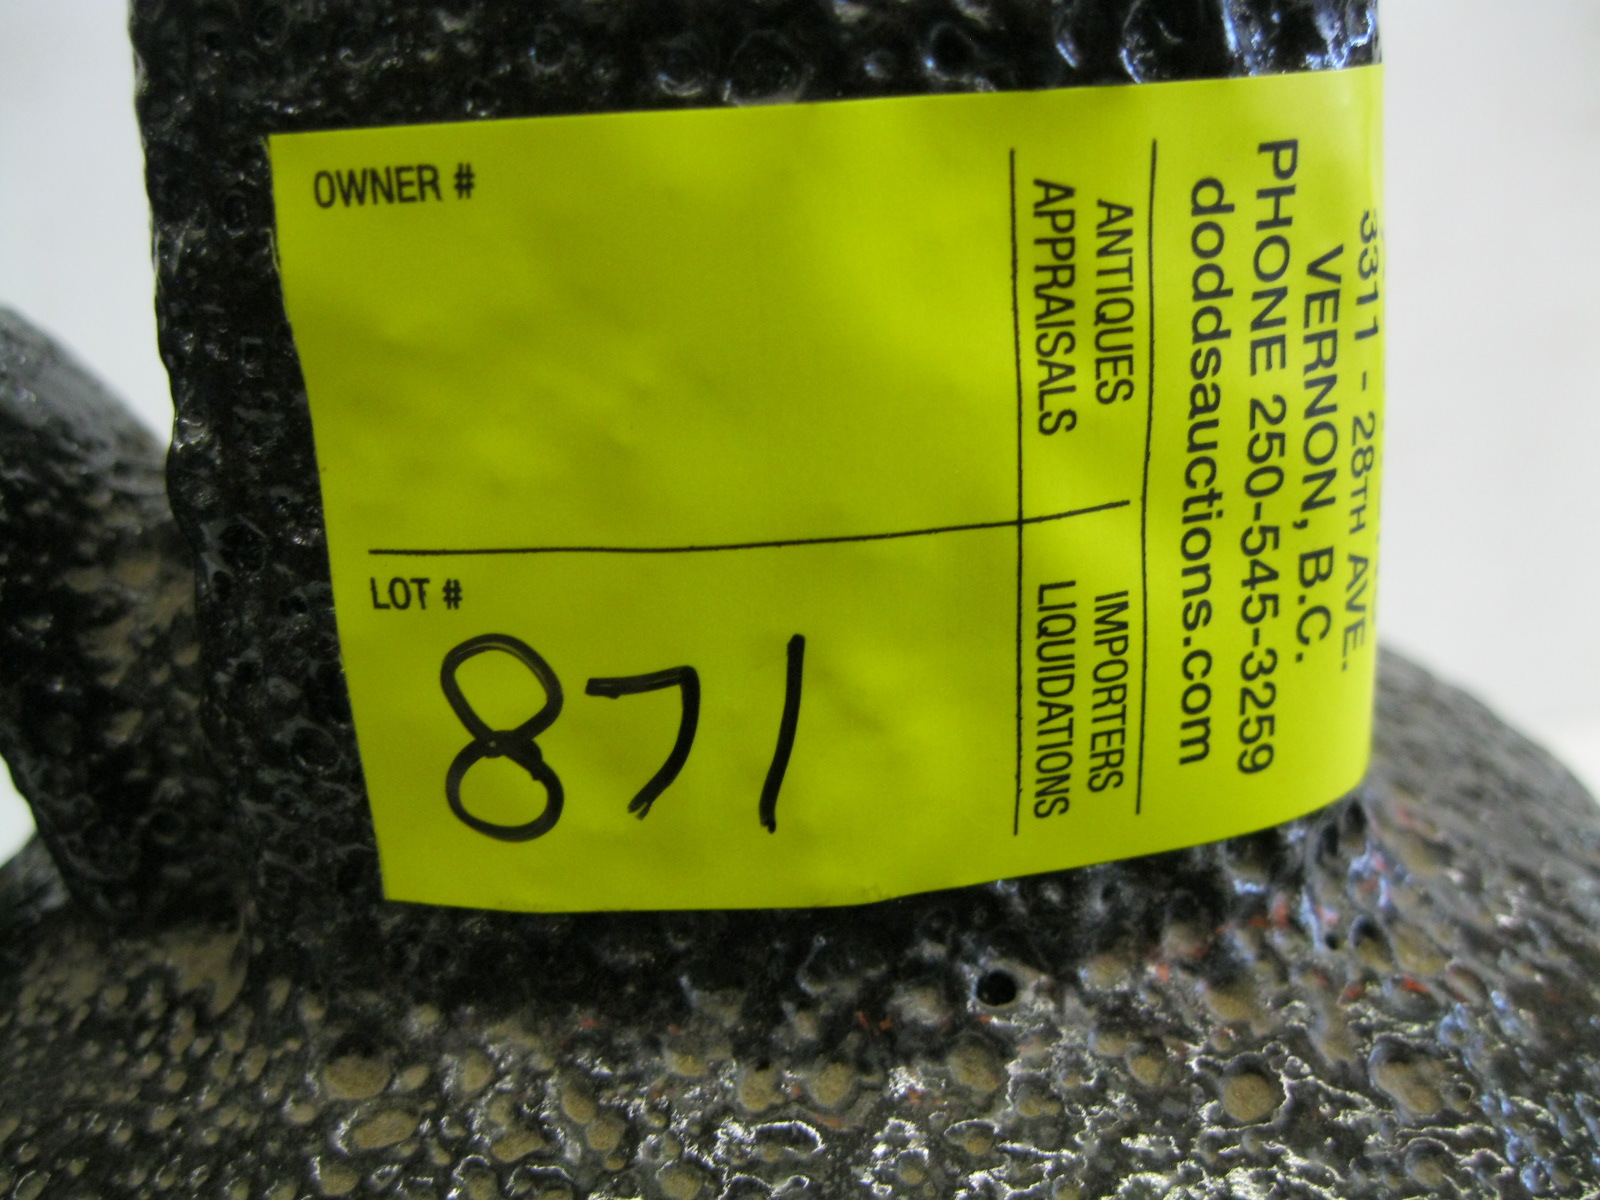 OWNER #
LOT #
871
3311 - 28TH AVE.
VERNON, B.C.
PHONE 250-545-3259
doddsauctions.com
ANTIQUES IMPORTERS
APPRAISALS LIQUIDATIONS